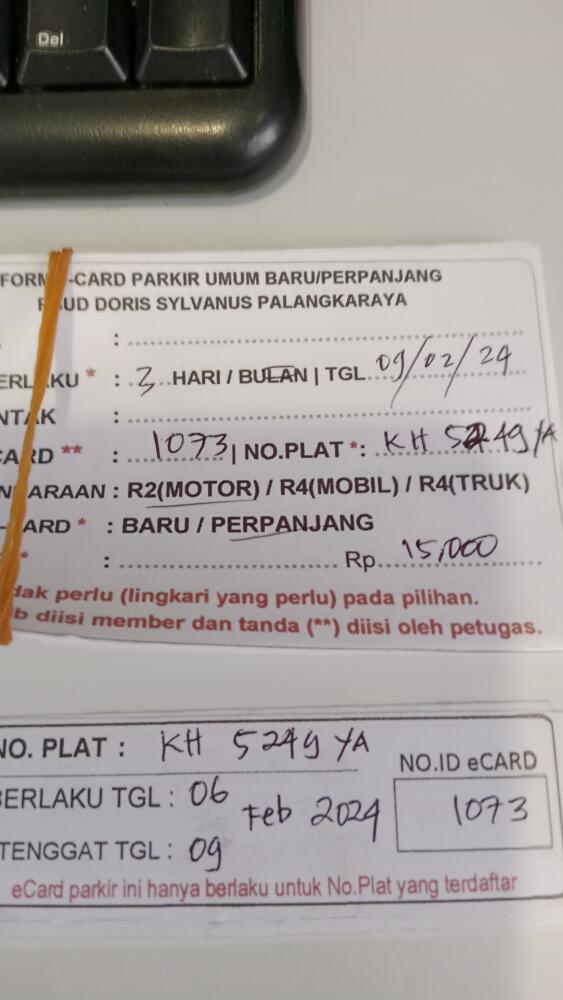 Del
FORM -CARD PARKIR UMUM BARU/PERPANJANG
UD DORIS SYLVANUS PALANGKARAYA
: ......
ERL KU * : 3 HARI / BULAN | TGL 09/02/24
NTAK : ......
ARD ** : 1073 | NO.PLAT *: KH 5249 YA
N ARAAN : R2(MOTOR) / R4(MOBIL) / R4(TRUK)
-ARD * : BARU / PERPANJANG
* : ...... Rp 15,000
dak perlu (lingkari yang perlu) pada pilihan.
b diisi member dan tanda (**) diisi oleh petugas.
NO. PLAT : KH 5249 YA
NO.ID eCARD
BERLAKU TGL : 06 Feb 2024
1073
TENGGAT TGL : 09
eCard parkir ini hanya berlaku untuk No.Plat yang terdaftar